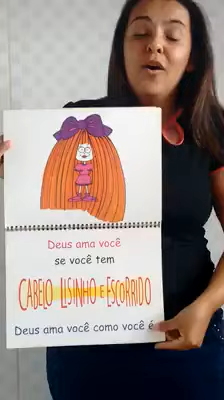 Deus ama você
se você tem
CABELO LISINHO E ESCORRIDO
Deus ama você como você é